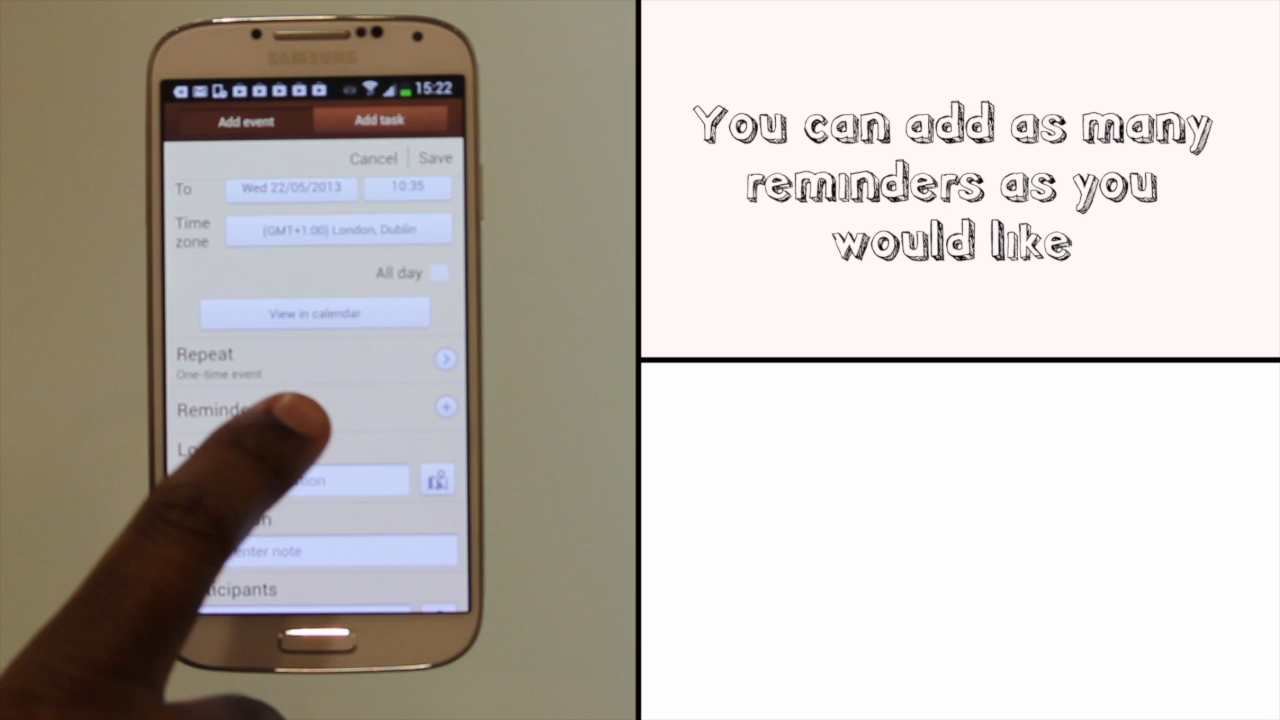 SAMSUNG
15:22
Add event Add task
Cancel Save
To Wed 22/05/2013 10:35
Time
zone (GMT+1:00) London, Dublin
All day
View in calendar
Repeat
One-time event
enter note
You can add as many
reminders as you
would like